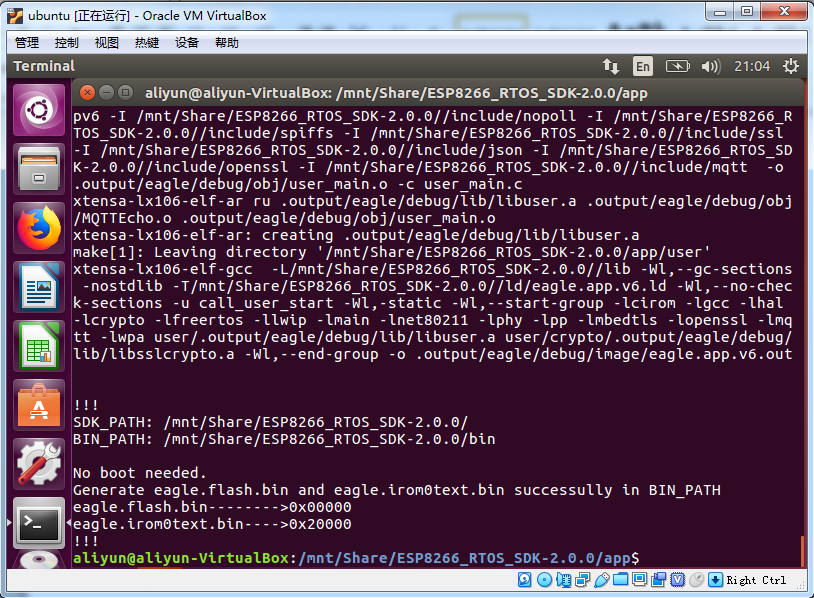 ubuntu [正在运行] - Oracle VM VirtualBox
管理 控制 视图 热键 设备 帮助
Terminal En 21:04
aliyun@aliyun-VirtualBox: /mnt/Share/ESP8266_RTOS_SDK-2.0.0/app
pv6 -I /mnt/Share/ESP8266_RTOS_SDK-2.0.0//include/nopoll -I /mnt/Share/ESP8266_R
TOS_SDK-2.0.0//include/spiffs -I /mnt/Share/ESP8266_RTOS_SDK-2.0.0//include/ssl
-I /mnt/Share/ESP8266_RTOS_SDK-2.0.0//include/json -I /mnt/Share/ESP8266_RTOS_SD
K-2.0.0//include/openssl -I /mnt/Share/ESP8266_RTOS_SDK-2.0.0//include/mqtt  -o
.output/eagle/debug/obj/user_main.o -c user_main.c
xtensa-lx106-elf-ar ru .output/eagle/debug/lib/libuser.a .output/eagle/debug/obj
/MQTTEcho.o .output/eagle/debug/obj/user_main.o
xtensa-lx106-elf-ar: creating .output/eagle/debug/lib/libuser.a
make[1]: Leaving directory '/mnt/Share/ESP8266_RTOS_SDK-2.0.0/app/user'
xtensa-lx106-elf-gcc  -L/mnt/Share/ESP8266_RTOS_SDK-2.0.0//lib -Wl,--gc-sections
 -nostdlib -T/mnt/Share/ESP8266_RTOS_SDK-2.0.0//ld/eagle.app.v6.ld -Wl,--no-chec
k-sections -u call_user_start -Wl,-static -Wl,--start-group -lcirom -lgcc -lhal
-lcrypto -lfreertos -llwip -lmain -lnet80211 -lphy -lpp -lmbedtls -lopenssl -lmq
tt -lwpa user/.output/eagle/debug/lib/libuser.a user/crypto/.output/eagle/debug/
lib/libsslcrypto.a -Wl,--end-group -o .output/eagle/debug/image/eagle.app.v6.out
!!!
SDK_PATH: /mnt/Share/ESP8266_RTOS_SDK-2.0.0/
BIN_PATH: /mnt/Share/ESP8266_RTOS_SDK-2.0.0/bin
No boot needed.
Generate eagle.flash.bin and eagle.irom0text.bin successully in BIN_PATH
eagle.flash.bin-------->0x00000
eagle.irom0text.bin---->0x20000
!!!
aliyun@aliyun-VirtualBox:/mnt/Share/ESP8266_RTOS_SDK-2.0.0/app$
Right Ctrl